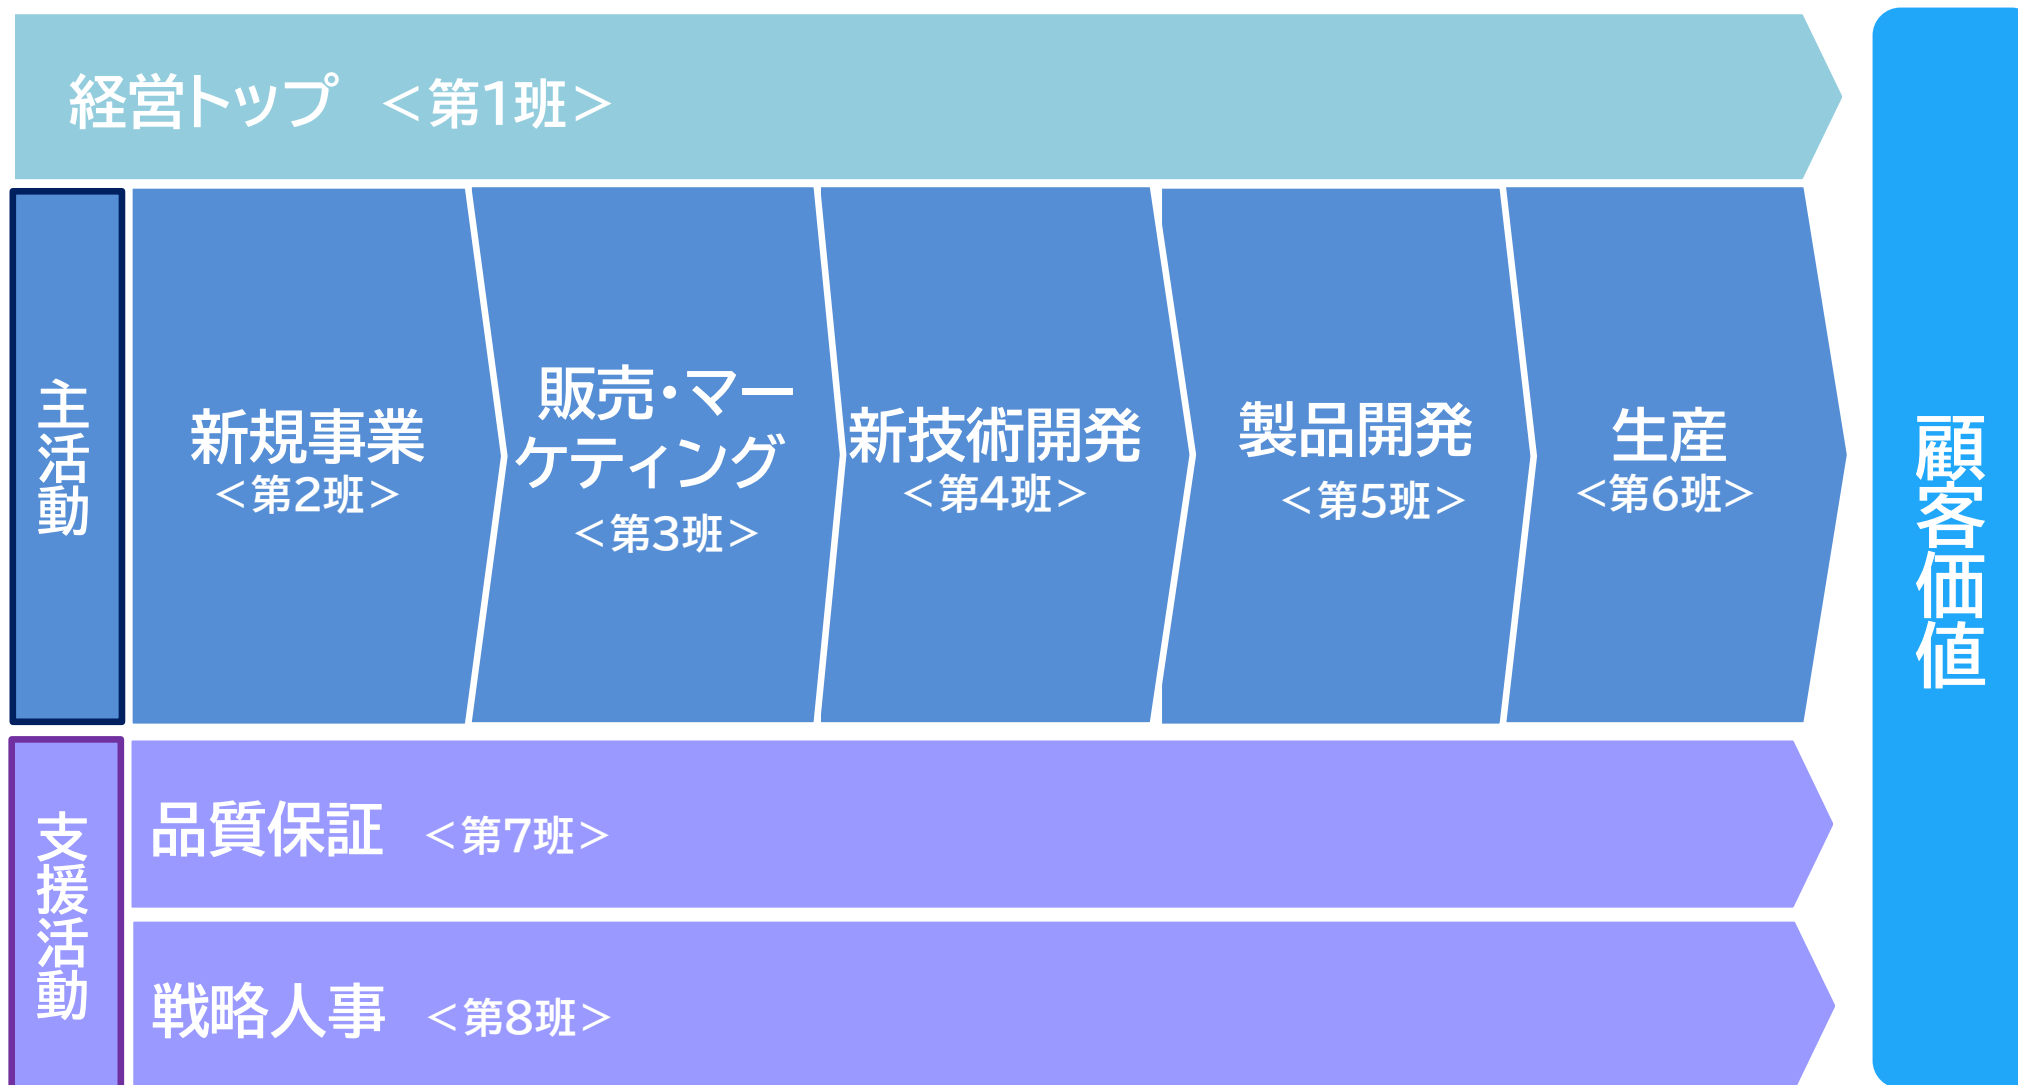 経営トップ　＜第1班＞
主活動
新規事業
＜第2班＞
販売・マー
ケティング
＜第3班＞
新技術開発
＜第4班＞
製品開発
＜第5班＞
生産
＜第6班＞
支援活動
品質保証　＜第7班＞
戦略人事　＜第8班＞
顧客価値